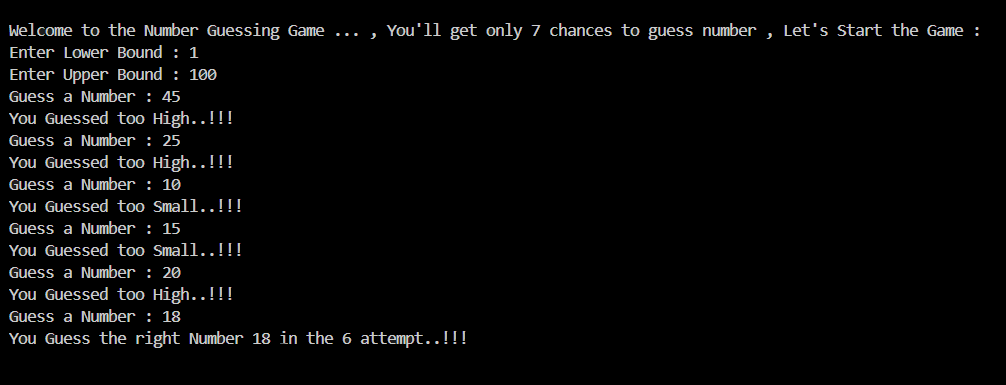 Welcome to the Number Guessing Game ... , You'll get only 7 chances to guess number , Let's Start the Game :
Enter Lower Bound : 1
Enter Upper Bound : 100
Guess a Number : 45
You Guessed too High..!!!
Guess a Number : 25
You Guessed too High..!!!
Guess a Number : 10
You Guessed too Small..!!!
Guess a Number : 15
You Guessed too Small..!!!
Guess a Number : 20
You Guessed too High..!!!
Guess a Number : 18
You Guess the right Number 18 in the 6 attempt..!!!